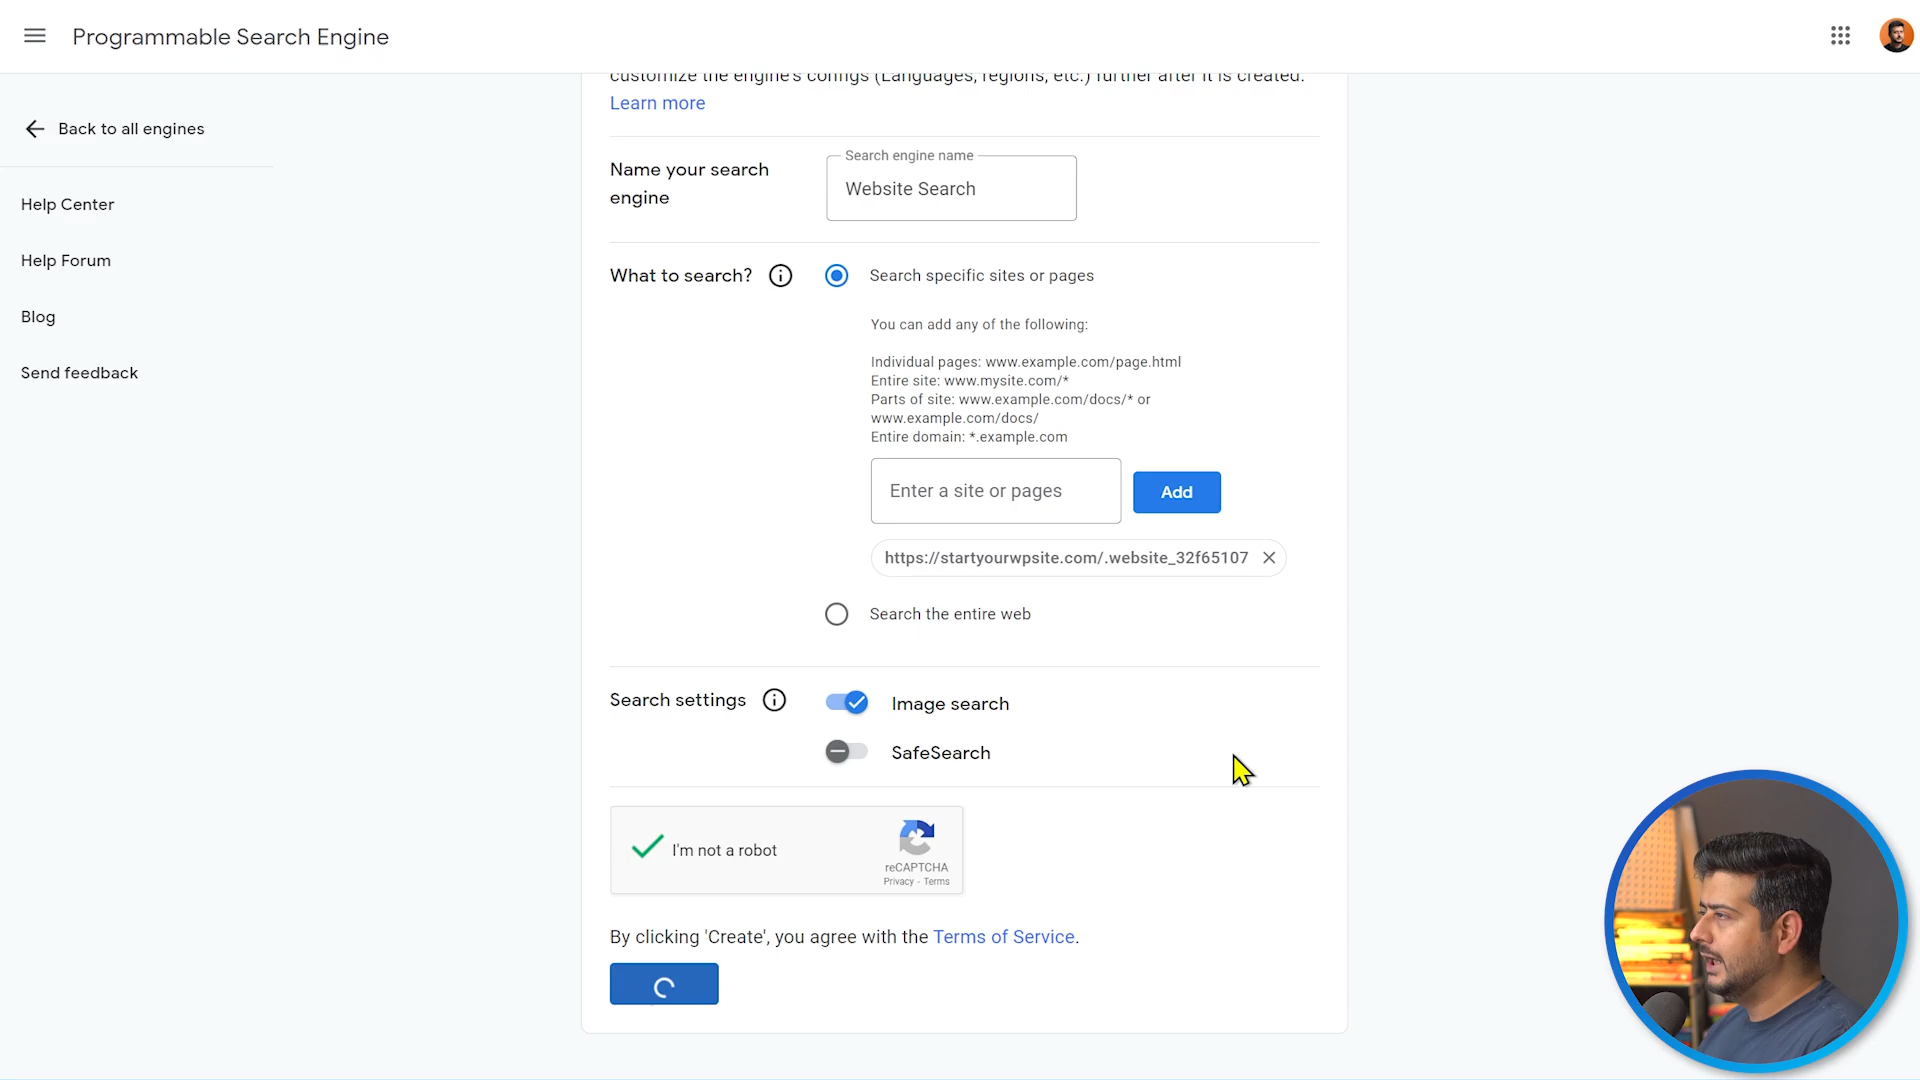 Programmable Search Engine
customize the engine's configs (Languages, regions, etc.) further after it is created.
Learn more
Back to all engines
Help Center
Help Forum
Blog
Send feedback
Name your search
engine
Search engine name
Website Search
What to search?
Search specific sites or pages
You can add any of the following:
Individual pages: www.example.com/page.html
Entire site: www.mysite.com/*
Parts of site: www.example.com/docs/* or
www.example.com/docs/
Entire domain: *.example.com
Enter a site or pages
Add
https://startyourwpsite.com/.website_32f65107
Search the entire web
Search settings
Image search
SafeSearch
I'm not a robot
reCAPTCHA
Privacy - Terms
By clicking 'Create', you agree with the Terms of Service.